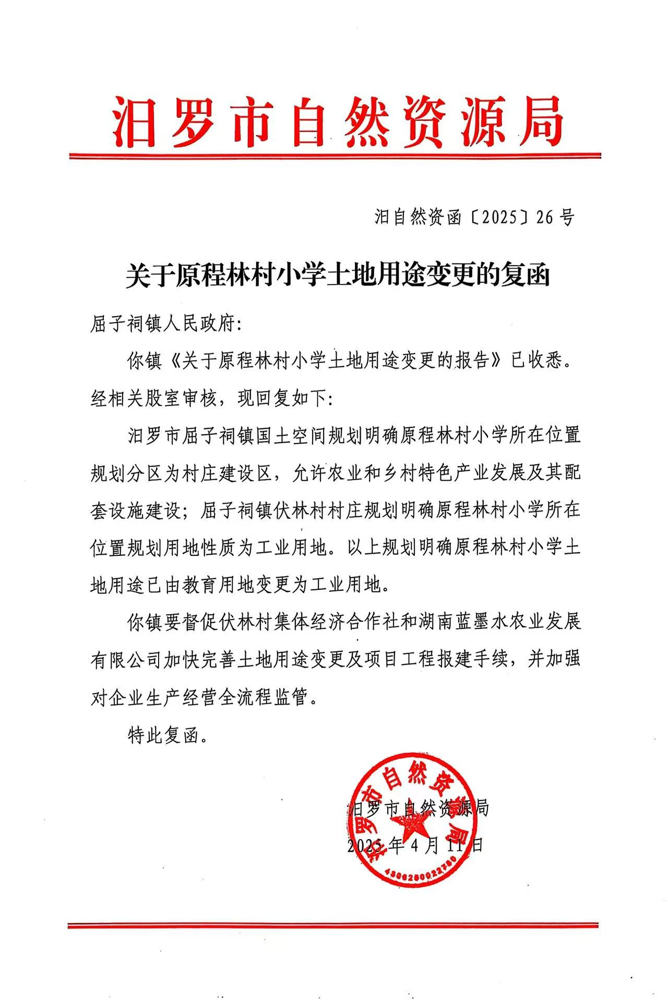 汨罗市自然资源局
汨自然资函〔2025〕26号
关于原程林村小学土地用途变更的复函
屈子祠镇人民政府：
你镇《关于原程林村小学土地用途变更的报告》已收悉。
经相关股室审核，现回复如下：
汨罗市屈子祠镇国土空间规划明确原程林村小学所在位置
规划分区为村庄建设区，允许农业和乡村特色产业发展及其配
套设施建设；屈子祠镇伏林村村庄规划明确原程林村小学所在
位置规划用地性质为工业用地。以上规划明确原程林村小学土
地用途已由教育用地变更为工业用地。
你镇要督促伏林村集体经济合作社和湖南蓝墨水农业发展
有限公司加快完善土地用途变更及项目工程报建手续，并加强
对企业生产经营全流程监管。
特此复函。
汨罗市自然资源局
2025年4月11日
汨罗市自然资源局
4306280022780